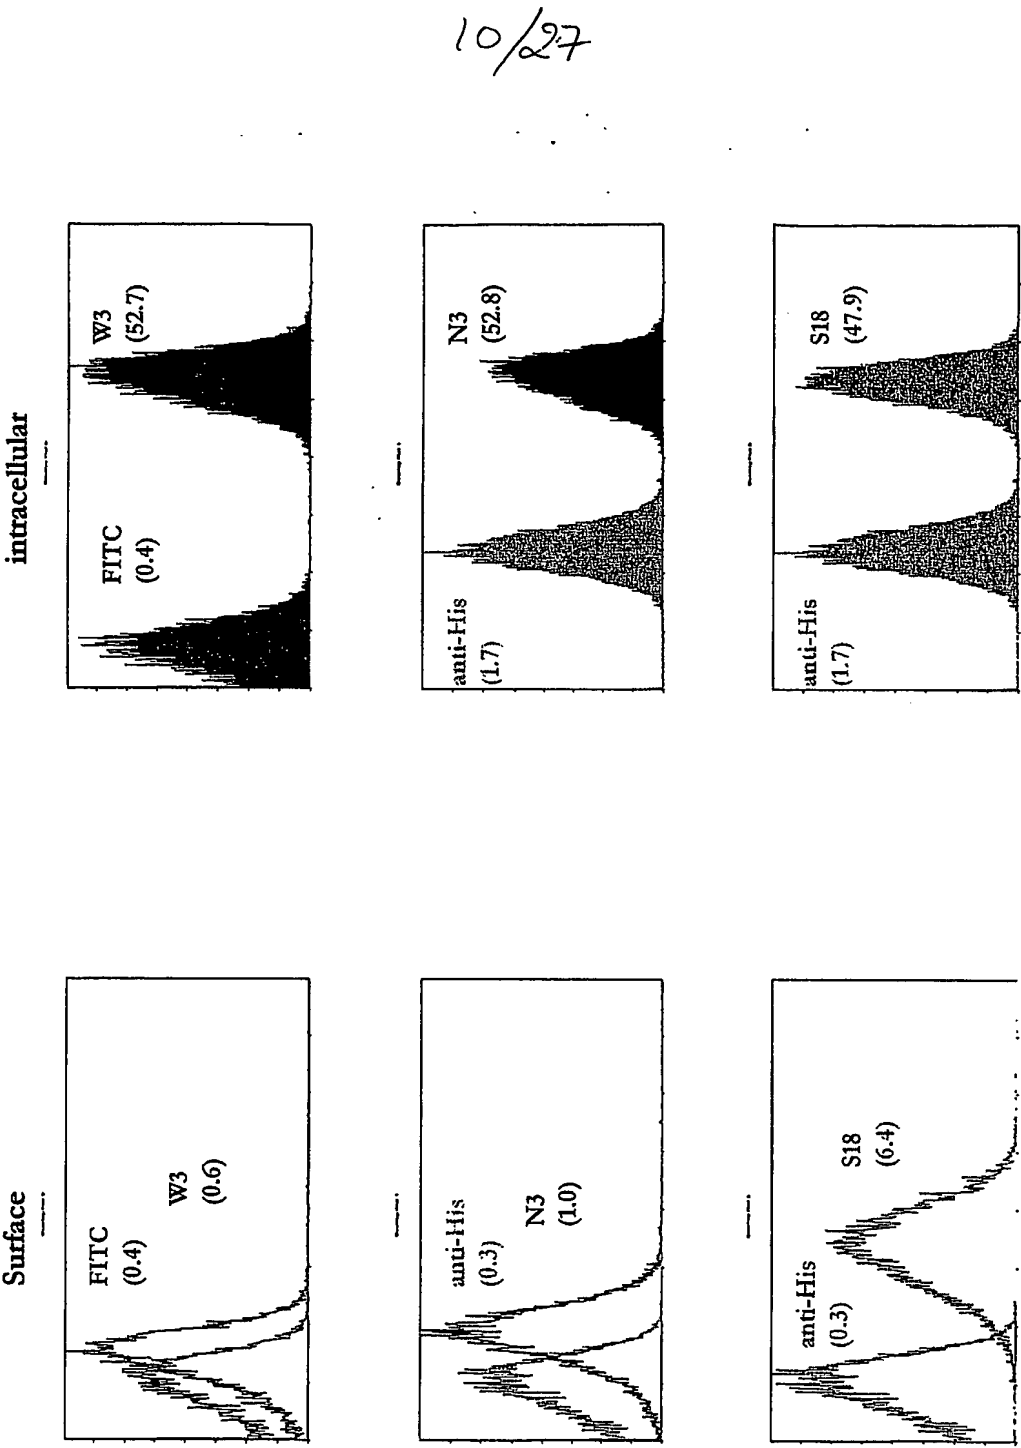 10/27
Surface
intracellular
FITC
(0.4)
W3
(0.6)
FITC
(0.4)
W3
(52.7)
anti-His
(0.3)
N3
(1.0)
anti-His
(1.7)
N3
(52.8)
anti-His
(0.3)
S18
(6.4)
anti-His
(1.7)
S18
(47.9)